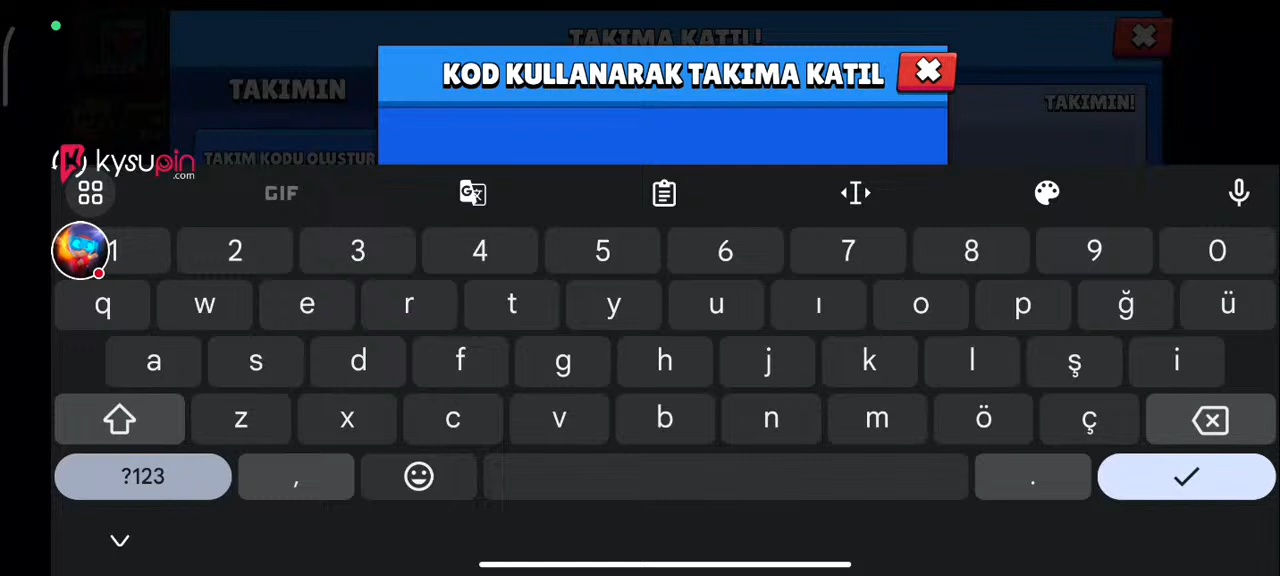 TAKIMA KATIL!
KOD KULLANARAK TAKIMA KATIL
TAKIMIN
TAKIMIN!
TAKIM KODU OLUŞTUR
kysupin
.com
GIF
1 2 3 4 5 6 7 8 9 0
q w e r t y u ı o p ğ ü
a s d f g h j k l ş i
z x c v b n m ö ç
?123 , .